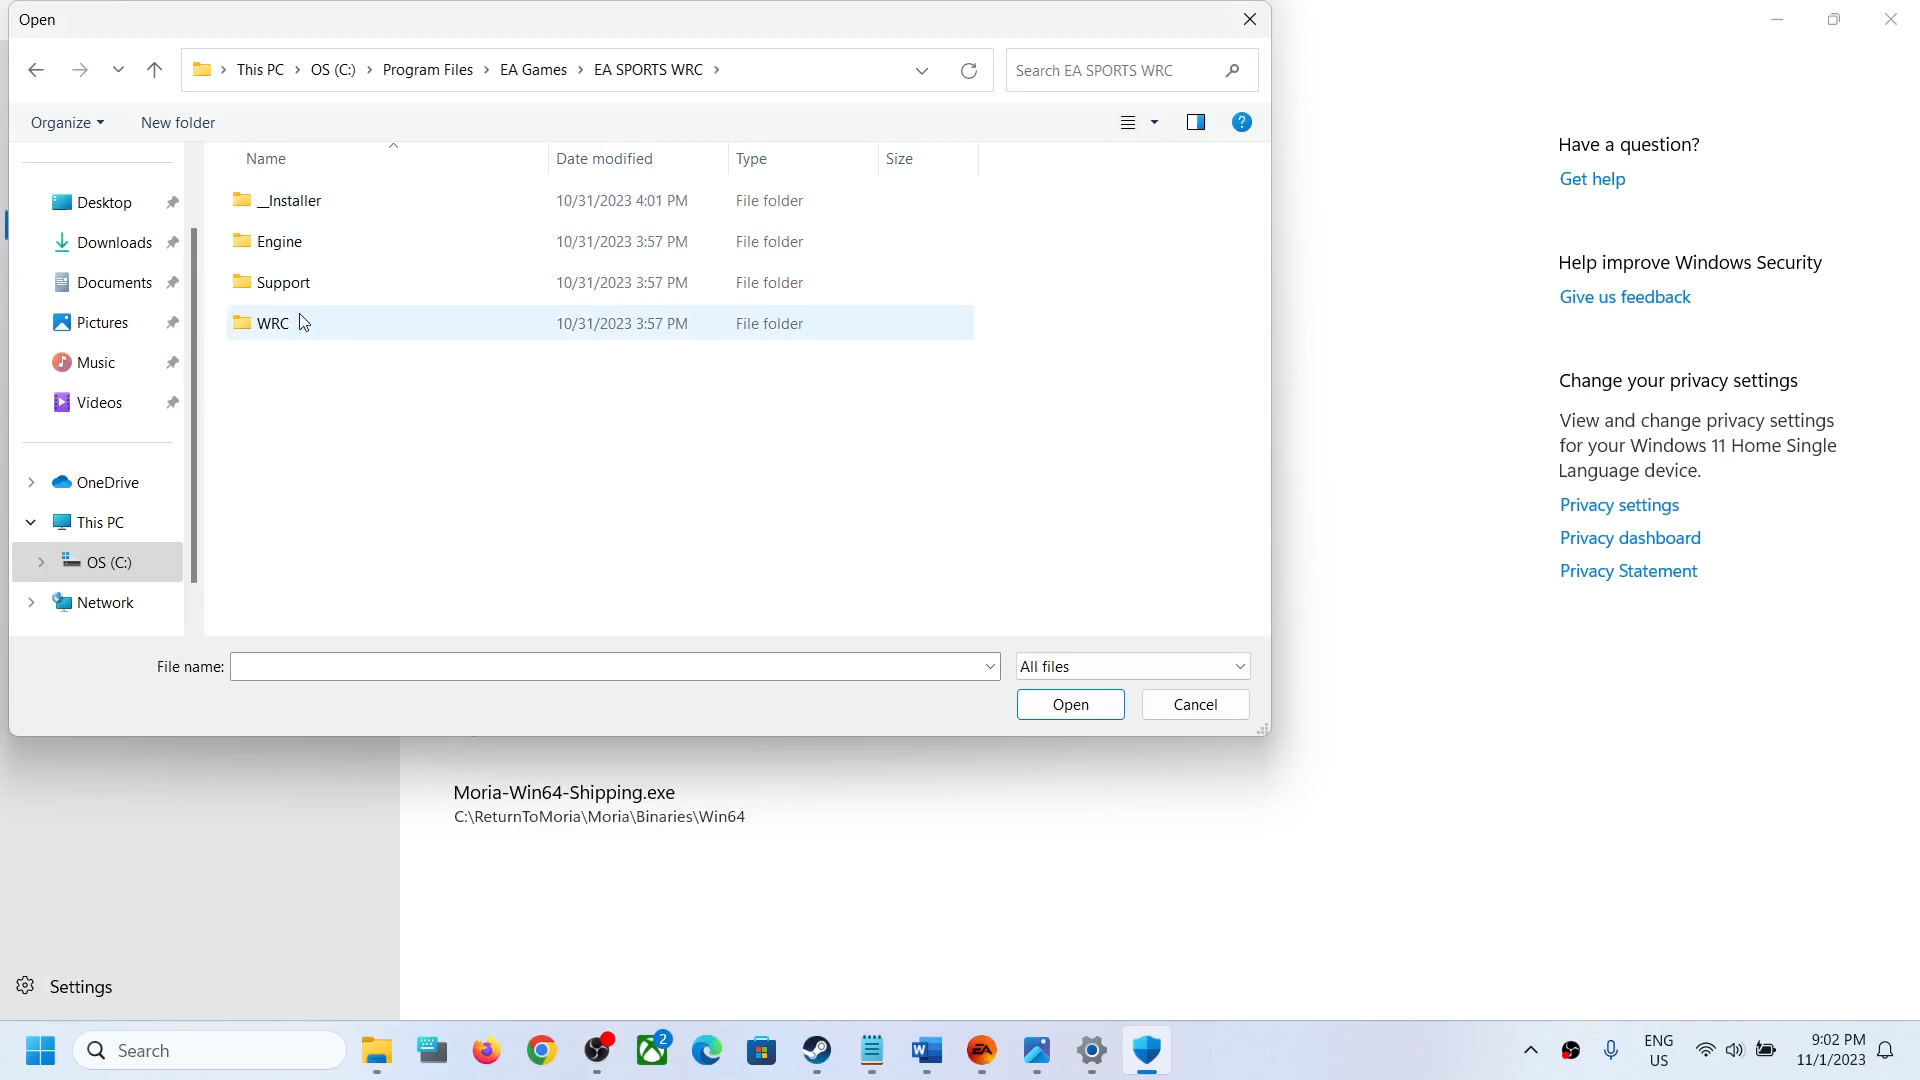 Open
This PC > OS (C:) > Program Files > EA Games > EA SPORTS WRC >
Search EA SPORTS WRC
Organize
New folder
?
Name
Date modified
Type
Size
__Installer
10/31/2023 4:01 PM
File folder
Engine
10/31/2023 3:57 PM
File folder
Support
10/31/2023 3:57 PM
File folder
WRC
10/31/2023 3:57 PM
File folder
Desktop
Downloads
Documents
Pictures
Music
Videos
OneDrive
This PC
OS (C:)
Network
File name:
All files
Open
Cancel
Have a question?
Get help
Help improve Windows Security
Give us feedback
Change your privacy settings
View and change privacy settings
for your Windows 11 Home Single
Language device.
Privacy settings
Privacy dashboard
Privacy Statement
Moria-Win64-Shipping.exe
C:\ReturnToMoria\Moria\Binaries\Win64
Settings
Search
2
W
EA
ENG
US
9:02 PM
11/1/2023